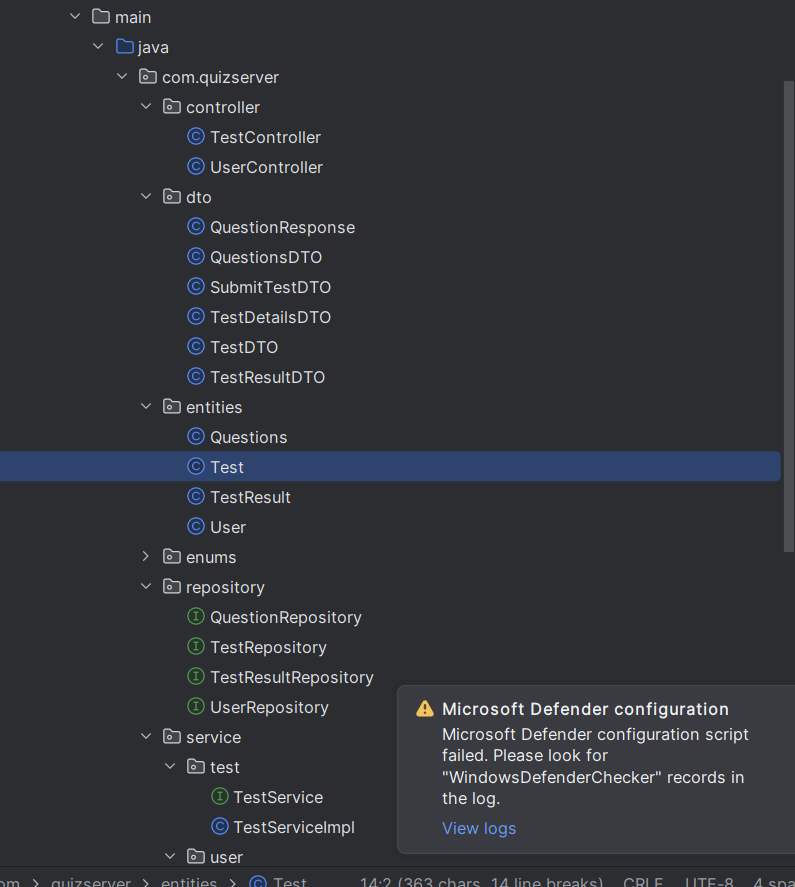 main
java
com.quizserver
controller
TestController
UserController
dto
QuestionResponse
QuestionsDTO
SubmitTestDTO
TestDetailsDTO
TestDTO
TestResultDTO
entities
Questions
Test
TestResult
User
enums
repository
QuestionRepository
TestRepository
TestResultRepository
UserRepository
service
test
TestService
TestServiceImpl
user
Microsoft Defender configuration
Microsoft Defender configuration script
failed. Please look for
"WindowsDefenderChecker" records in
the log.
View logs
om > quizserver > entities > Test 14:2 (363 chars, 14 line breaks) CRLF UTF-8 4 spa